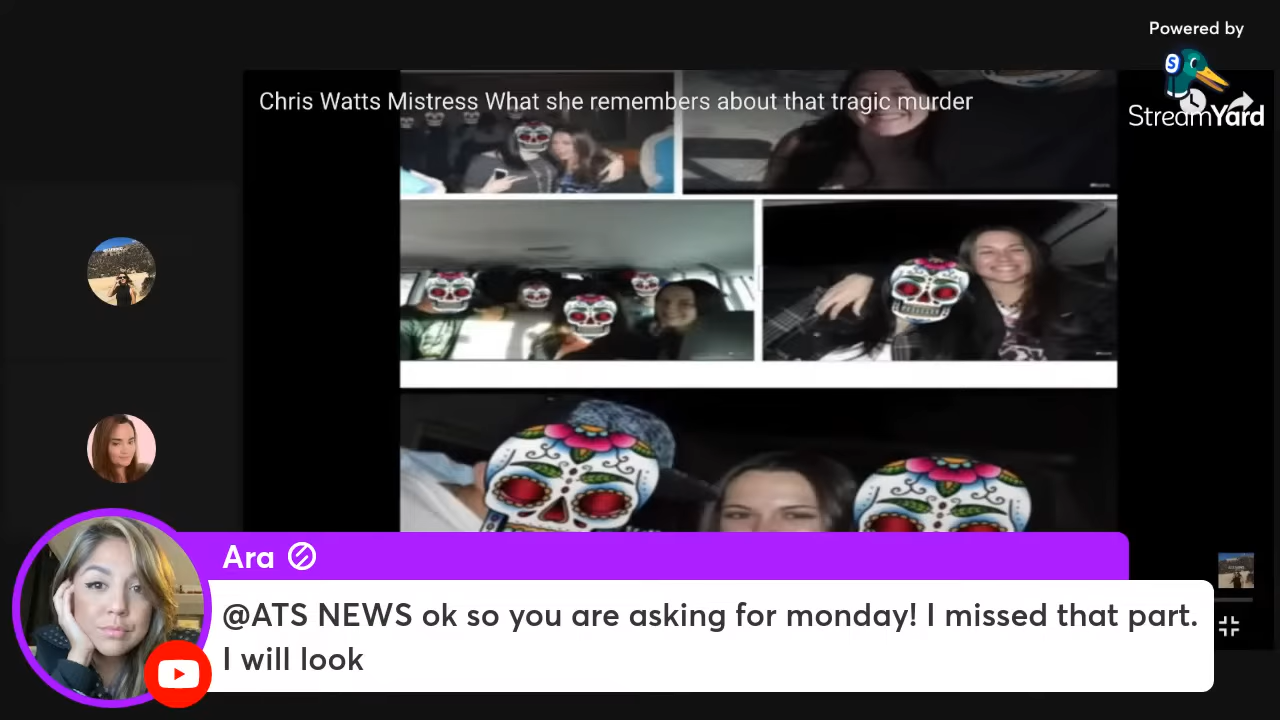 Powered by
S
StreamYard
Chris Watts Mistress What she remembers about that tragic murder
Ara
@ATS NEWS ok so you are asking for monday! I missed that part.
I will look